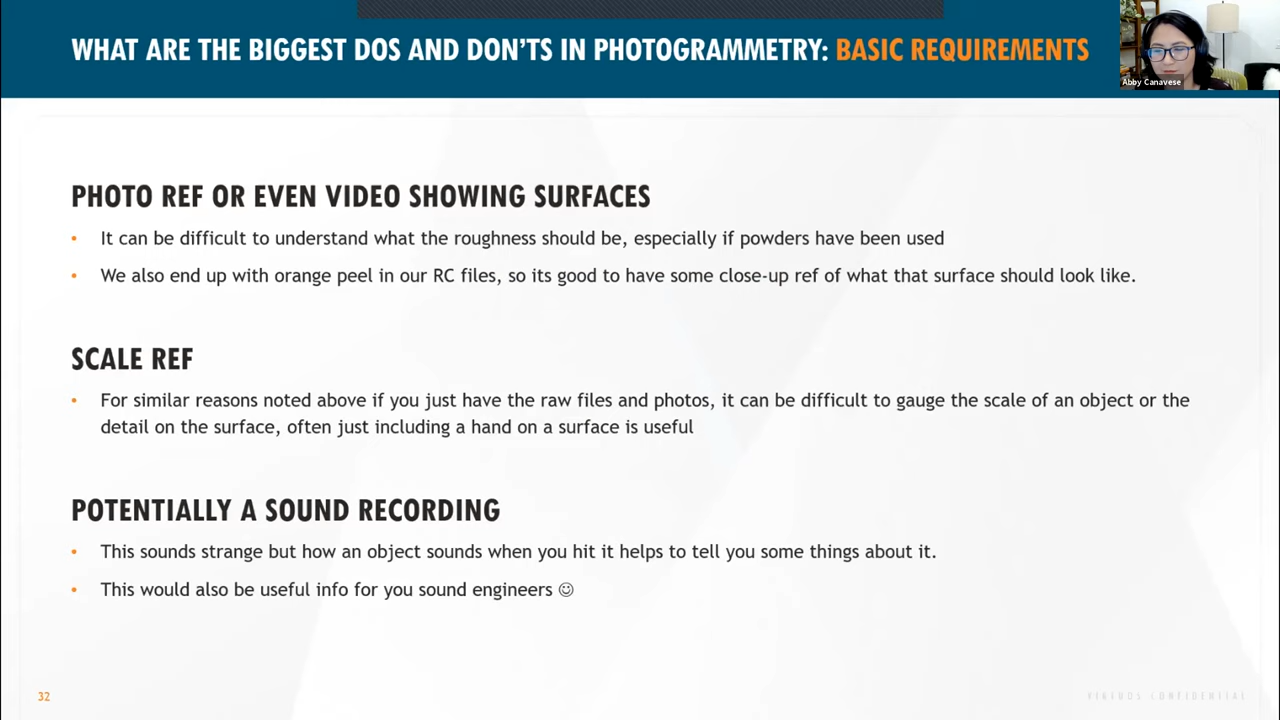 WHAT ARE THE BIGGEST DOS AND DON'TS IN PHOTOGRAMMETRY: BASIC REQUIREMENTS
Abby Canavese
PHOTO REF OR EVEN VIDEO SHOWING SURFACES
• It can be difficult to understand what the roughness should be, especially if powders have been used
• We also end up with orange peel in our RC files, so its good to have some close-up ref of what that surface should look like.
SCALE REF
• For similar reasons noted above if you just have the raw files and photos, it can be difficult to gauge the scale of an object or the
detail on the surface, often just including a hand on a surface is useful
POTENTIALLY A SOUND RECORDING
• This sounds strange but how an object sounds when you hit it helps to tell you some things about it.
• This would also be useful info for you sound engineers ☺
32
VIRTUOS CONFIDENTIAL